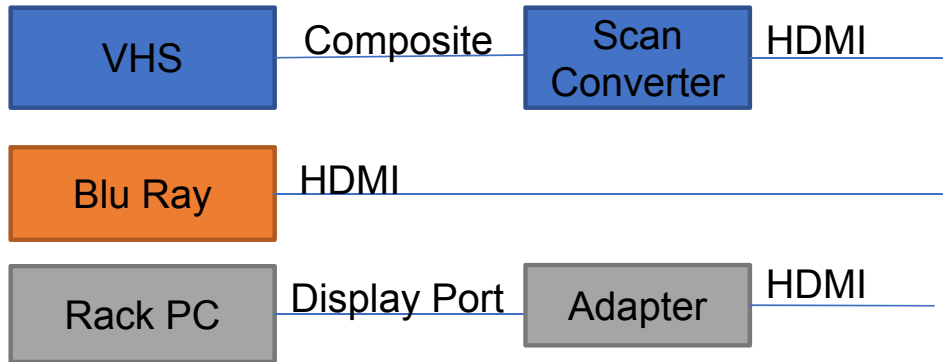 VHS
Composite
Scan
Converter
HDMI
Blu Ray
HDMI
Rack PC
Display Port
Adapter
HDMI